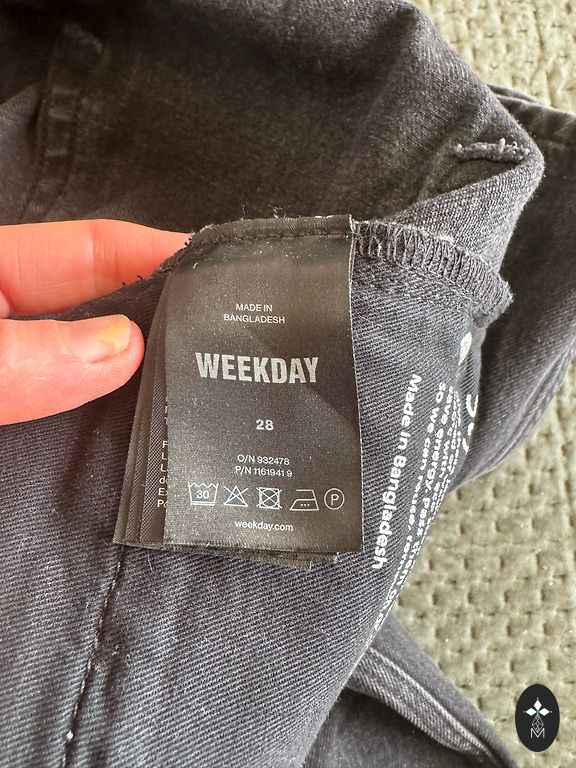 MADE IN
BANGLADESH
WEEKDAY
28
O/N 932478
P/N 1161941 9
30
P
weekday.com
Made in Bangladesh